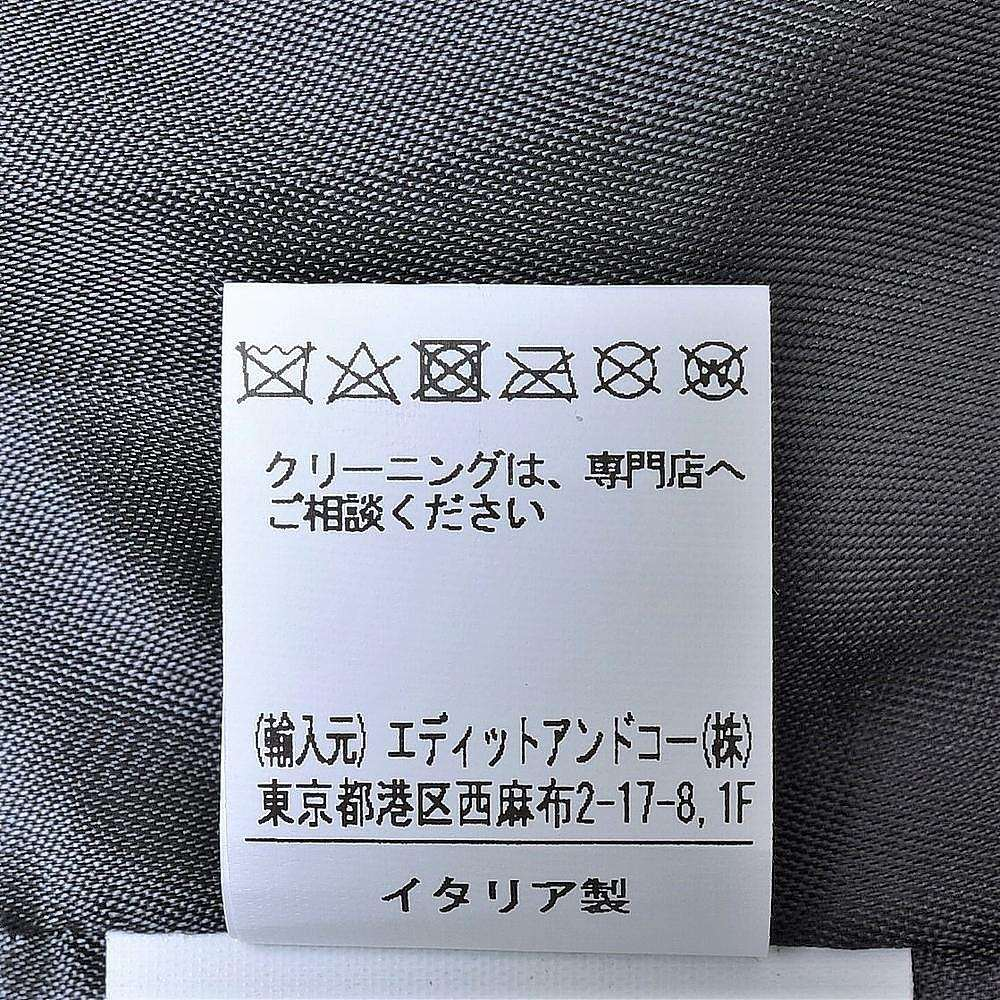 クリーニングは、専門店へ
ご相談ください
(輸入元) エディットアンドコー(株)
東京都港区西麻布2-17-8,1F
イタリア製